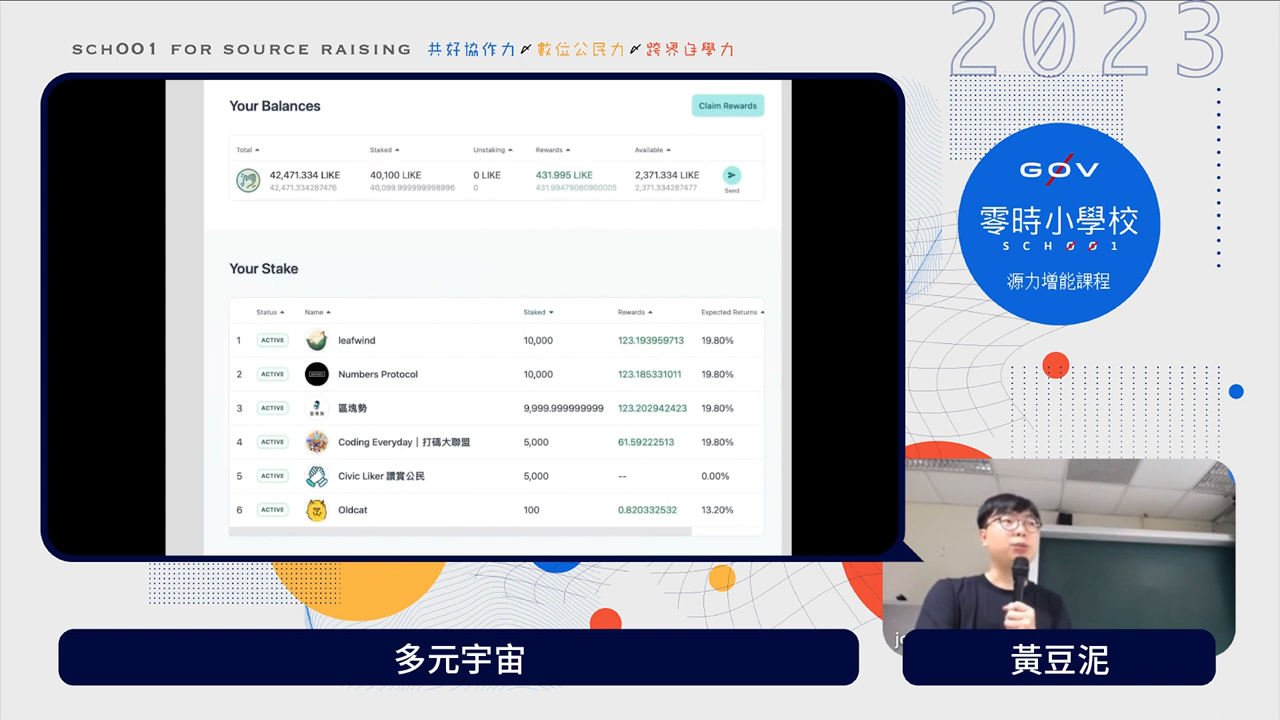 SCH001 FOR SOURCE RAISING 共好協作力 數位公民力 跨界自學力
2023
Your Balances
Claim Rewards
Total Staked Unstaking Rewards Available
42,471.334 LIKE 40,100 LIKE 0 LIKE 431.995 LIKE 2,371.334 LIKE
42,471.334287476 40,099.999999998996 0 431.99479080900005 2,371.334287477 Send
Your Stake
Status Name Staked Rewards Expected Returns
1 ACTIVE leafwind 10,000 123.193959713 19.80%
2 ACTIVE Numbers Protocol 10,000 123.185331011 19.80%
3 ACTIVE 區塊勢 9,999.999999999 123.202942423 19.80%
4 ACTIVE Coding Everyday｜打碼大聯盟 5,000 61.59222513 19.80%
5 ACTIVE Civic Liker 讚賞公民 5,000 -- 0.00%
6 ACTIVE Oldcat 100 0.820332532 13.20%
G0V
零時小學校
SCH001
源力增能課程
多元宇宙
黃豆泥